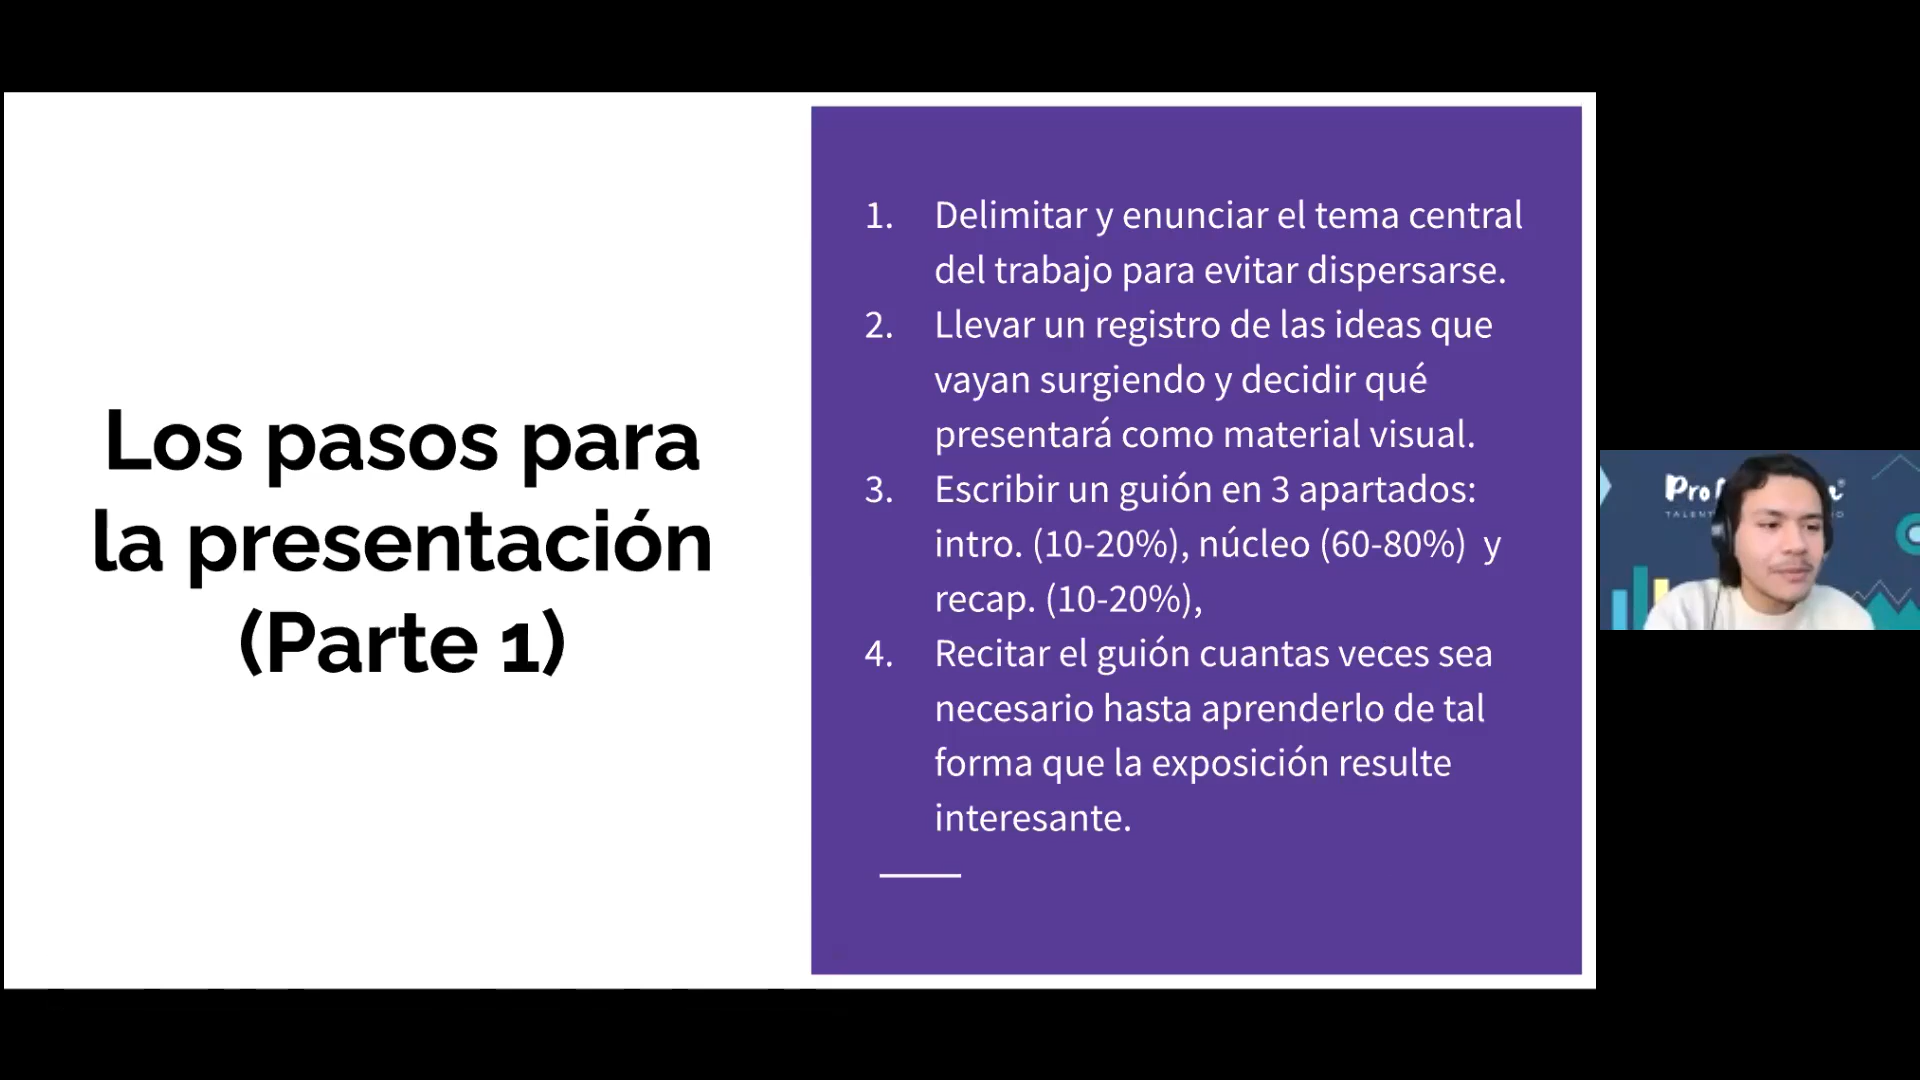 Los pasos para
la presentación
(Parte 1)
1. Delimitar y enunciar el tema central
del trabajo para evitar dispersarse.
2. Llevar un registro de las ideas que
vayan surgiendo y decidir qué
presentará como material visual.
3. Escribir un guión en 3 apartados:
intro. (10-20%), núcleo (60-80%) y
recap. (10-20%),
4. Recitar el guión cuantas veces sea
necesario hasta aprenderlo de tal
forma que la exposición resulte
interesante.
Pro